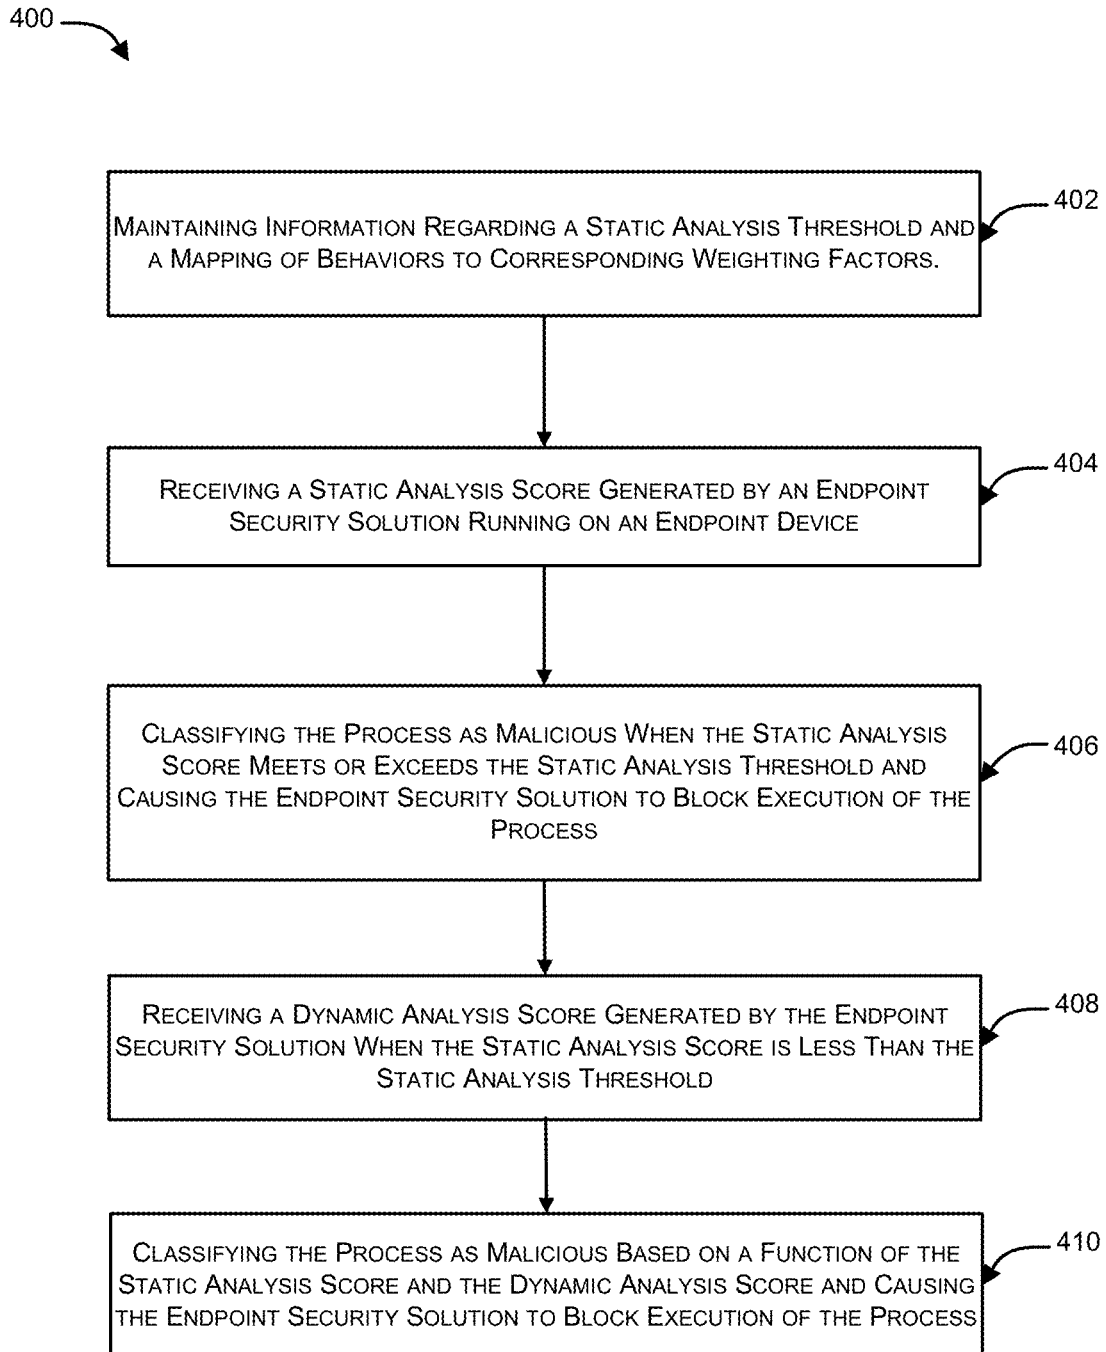 400
MAINTAINING INFORMATION REGARDING A STATIC ANALYSIS THRESHOLD AND
A MAPPING OF BEHAVIORS TO CORRESPONDING WEIGHTING FACTORS.
402
RECEIVING A STATIC ANALYSIS SCORE GENERATED BY AN ENDPOINT
SECURITY SOLUTION RUNNING ON AN ENDPOINT DEVICE
404
CLASSIFYING THE PROCESS AS MALICIOUS WHEN THE STATIC ANALYSIS
SCORE MEETS OR EXCEEDS THE STATIC ANALYSIS THRESHOLD AND
CAUSING THE ENDPOINT SECURITY SOLUTION TO BLOCK EXECUTION OF THE
PROCESS
406
RECEIVING A DYNAMIC ANALYSIS SCORE GENERATED BY THE ENDPOINT
SECURITY SOLUTION WHEN THE STATIC ANALYSIS SCORE IS LESS THAN THE
STATIC ANALYSIS THRESHOLD
408
CLASSIFYING THE PROCESS AS MALICIOUS BASED ON A FUNCTION OF THE
STATIC ANALYSIS SCORE AND THE DYNAMIC ANALYSIS SCORE AND CAUSING
THE ENDPOINT SECURITY SOLUTION TO BLOCK EXECUTION OF THE PROCESS
410